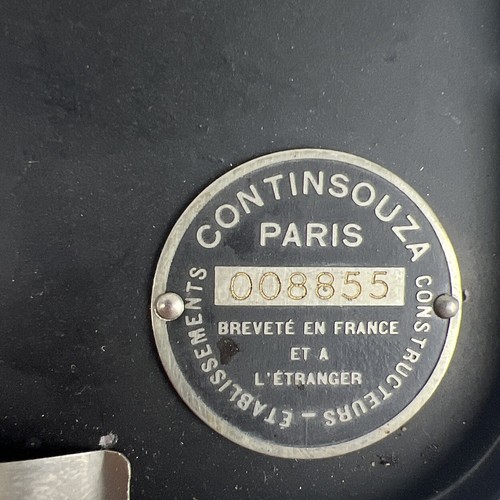 CONTINSOUZA
PARIS
008855
BREVETÉ EN FRANCE
ET A
L'ÉTRANGER
ETABLISSEMENTS – CONSTRUCTEURS